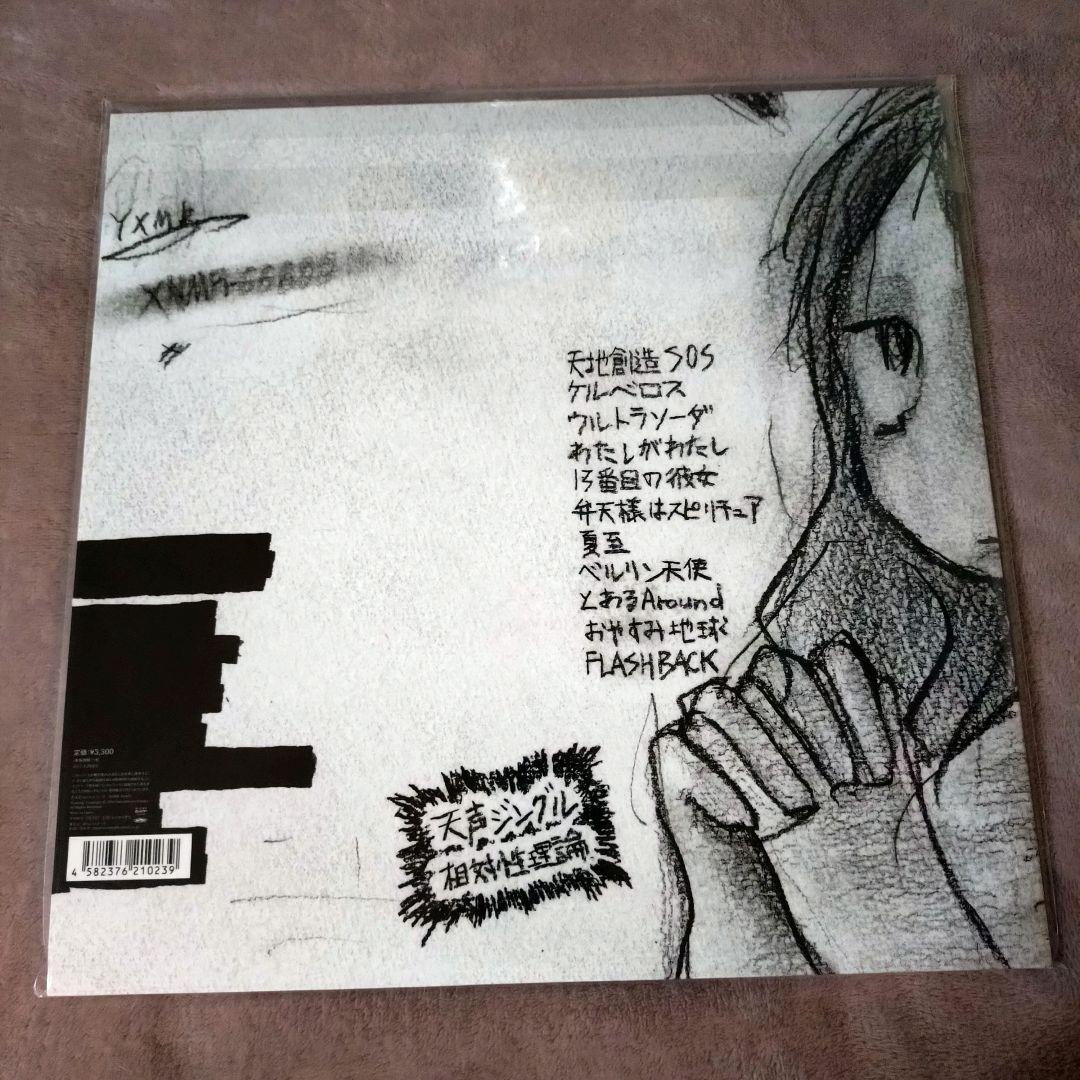 YXMR
天地創造SOS
ケルベロス
ウルトラソーダ
わたしがわたし
13番目の彼女
弁天様はスピリチュア
夏至
ベルリン天使
とあるAround
おやすみ地球
FLASHBACK
天声ジングル
相対性理論
定価:¥3,300
4 582376 210239